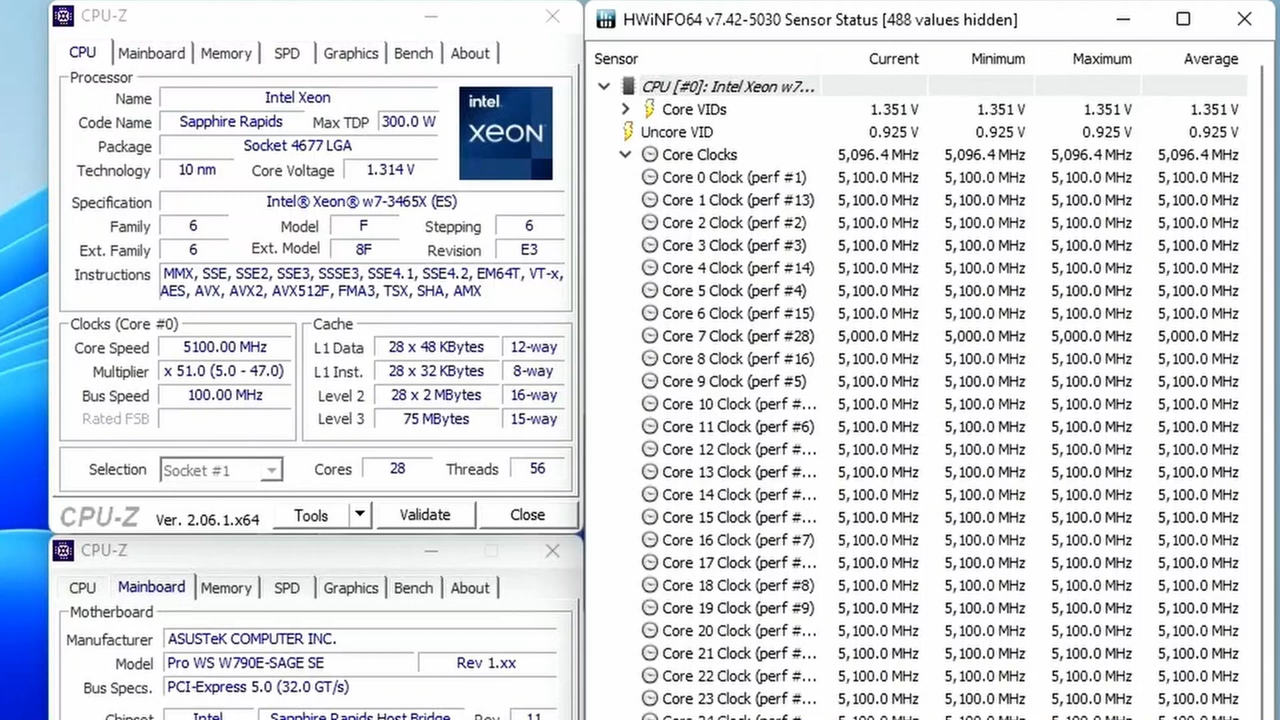 CPU-Z
CPU Mainboard Memory SPD Graphics Bench About
Processor
Name Intel Xeon
Code Name Sapphire Rapids Max TDP 300.0 W
Package Socket 4677 LGA
Technology 10 nm Core Voltage 1.314 V
intel
XEON
Specification Intel® Xeon® w7-3465X (ES)
Family 6 Model F Stepping 6
Ext. Family 6 Ext. Model 8F Revision E3
Instructions MMX, SSE, SSE2, SSE3, SSSE3, SSE4.1, SSE4.2, EM64T, VT-x,
AES, AVX, AVX2, AVX512F, FMA3, TSX, SHA, AMX
Clocks (Core #0)
Core Speed 5100.00 MHz
Multiplier x 51.0 (5.0 - 47.0)
Bus Speed 100.00 MHz
Rated FSB
Cache
L1 Data 28 x 48 KBytes 12-way
L1 Inst. 28 x 32 KBytes 8-way
Level 2 28 x 2 MBytes 16-way
Level 3 75 MBytes 15-way
Selection Socket #1 Cores 28 Threads 56
CPU-Z Ver. 2.06.1.x64 Tools Validate Close
CPU-Z
CPU Mainboard Memory SPD Graphics Bench About
Motherboard
Manufacturer ASUSTeK COMPUTER INC.
Model Pro WS W790E-SAGE SE Rev 1.xx
Bus Specs. PCI-Express 5.0 (32.0 GT/s)
Chipset Intel Sapphire Rapids Host Bridge Rev. 11
HWiNFO64 v7.42-5030 Sensor Status [488 values hidden]
Sensor Current Minimum Maximum Average
CPU [#0]: Intel Xeon w7...
Core VIDs 1.351 V 1.351 V 1.351 V 1.351 V
Uncore VID 0.925 V 0.925 V 0.925 V 0.925 V
Core Clocks 5,096.4 MHz 5,096.4 MHz 5,096.4 MHz 5,096.4 MHz
Core 0 Clock (perf #1) 5,100.0 MHz 5,100.0 MHz 5,100.0 MHz 5,100.0 MHz
Core 1 Clock (perf #13) 5,100.0 MHz 5,100.0 MHz 5,100.0 MHz 5,100.0 MHz
Core 2 Clock (perf #2) 5,100.0 MHz 5,100.0 MHz 5,100.0 MHz 5,100.0 MHz
Core 3 Clock (perf #3) 5,100.0 MHz 5,100.0 MHz 5,100.0 MHz 5,100.0 MHz
Core 4 Clock (perf #14) 5,100.0 MHz 5,100.0 MHz 5,100.0 MHz 5,100.0 MHz
Core 5 Clock (perf #4) 5,100.0 MHz 5,100.0 MHz 5,100.0 MHz 5,100.0 MHz
Core 6 Clock (perf #15) 5,100.0 MHz 5,100.0 MHz 5,100.0 MHz 5,100.0 MHz
Core 7 Clock (perf #28) 5,000.0 MHz 5,000.0 MHz 5,000.0 MHz 5,000.0 MHz
Core 8 Clock (perf #16) 5,100.0 MHz 5,100.0 MHz 5,100.0 MHz 5,100.0 MHz
Core 9 Clock (perf #5) 5,100.0 MHz 5,100.0 MHz 5,100.0 MHz 5,100.0 MHz
Core 10 Clock (perf #... 5,100.0 MHz 5,100.0 MHz 5,100.0 MHz 5,100.0 MHz
Core 11 Clock (perf #6) 5,100.0 MHz 5,100.0 MHz 5,100.0 MHz 5,100.0 MHz
Core 12 Clock (perf #... 5,100.0 MHz 5,100.0 MHz 5,100.0 MHz 5,100.0 MHz
Core 13 Clock (perf #... 5,100.0 MHz 5,100.0 MHz 5,100.0 MHz 5,100.0 MHz
Core 14 Clock (perf #... 5,100.0 MHz 5,100.0 MHz 5,100.0 MHz 5,100.0 MHz
Core 15 Clock (perf #... 5,100.0 MHz 5,100.0 MHz 5,100.0 MHz 5,100.0 MHz
Core 16 Clock (perf #7) 5,100.0 MHz 5,100.0 MHz 5,100.0 MHz 5,100.0 MHz
Core 17 Clock (perf #... 5,100.0 MHz 5,100.0 MHz 5,100.0 MHz 5,100.0 MHz
Core 18 Clock (perf #8) 5,100.0 MHz 5,100.0 MHz 5,100.0 MHz 5,100.0 MHz
Core 19 Clock (perf #9) 5,100.0 MHz 5,100.0 MHz 5,100.0 MHz 5,100.0 MHz
Core 20 Clock (perf #... 5,100.0 MHz 5,100.0 MHz 5,100.0 MHz 5,100.0 MHz
Core 21 Clock (perf #... 5,100.0 MHz 5,100.0 MHz 5,100.0 MHz 5,100.0 MHz
Core 22 Clock (perf #... 5,100.0 MHz 5,100.0 MHz 5,100.0 MHz 5,100.0 MHz
Core 23 Clock (perf #... 5,100.0 MHz 5,100.0 MHz 5,100.0 MHz 5,100.0 MHz